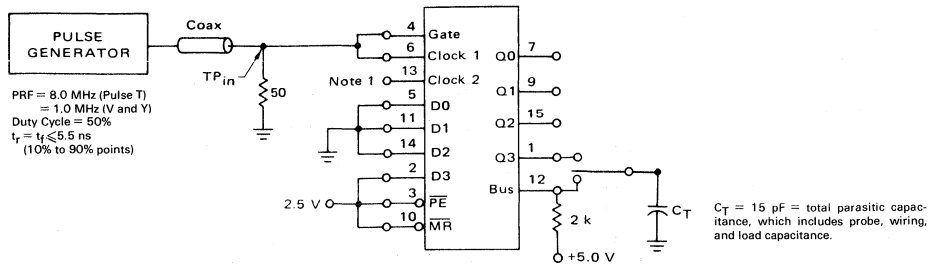 PULSE
GENERATOR
Coax
TPin
50
PRF = 8.0 MHz (Pulse T)
= 1.0 MHz (V and Y)
Duty Cycle = 50%
tr = tf ⩽5.5 ns
(10% to 90% points)
Note 1
2.5 V
4 Gate
6 Clock 1
13 Clock 2
5 D0
11 D1
14 D2
2 D3
3 PE
10 MR
Q0 7
Q1 9
Q2 15
Q3 1
Bus 12
2 k
+5.0 V
CT
CT = 15 pF = total parasitic capac-
itance, which includes probe, wiring,
and load capacitance.